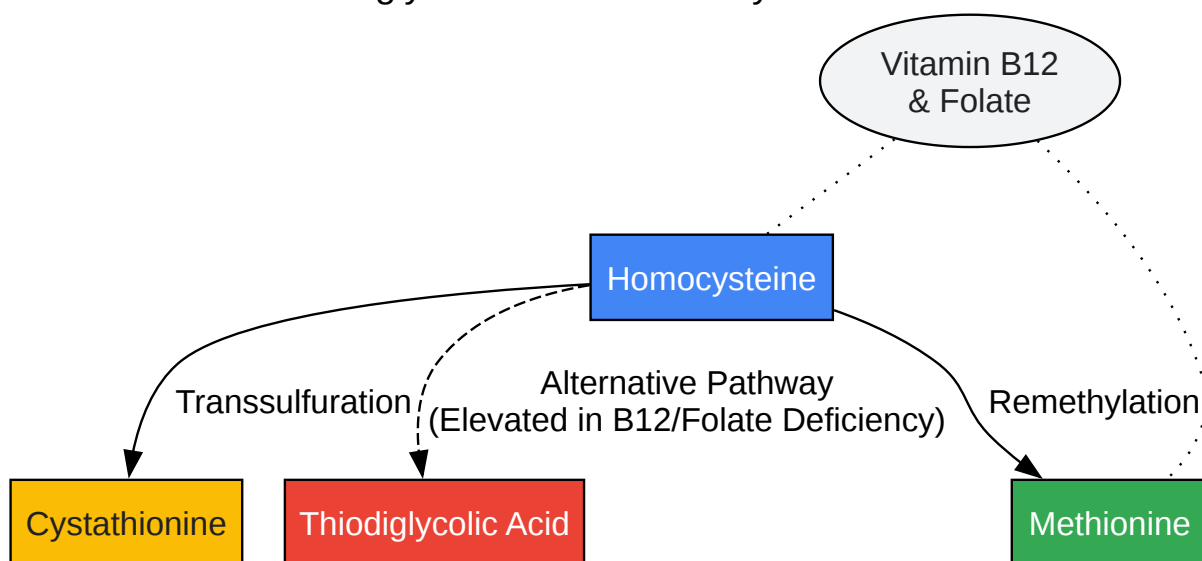 Vitamin B12
& Folate
Homocysteine
Alternative Pathway
(Elevated in B12/Folate Deficiency)
Transsulfuration
Remethylation
Cystathionine
Thiodiglycolic Acid
Methionine